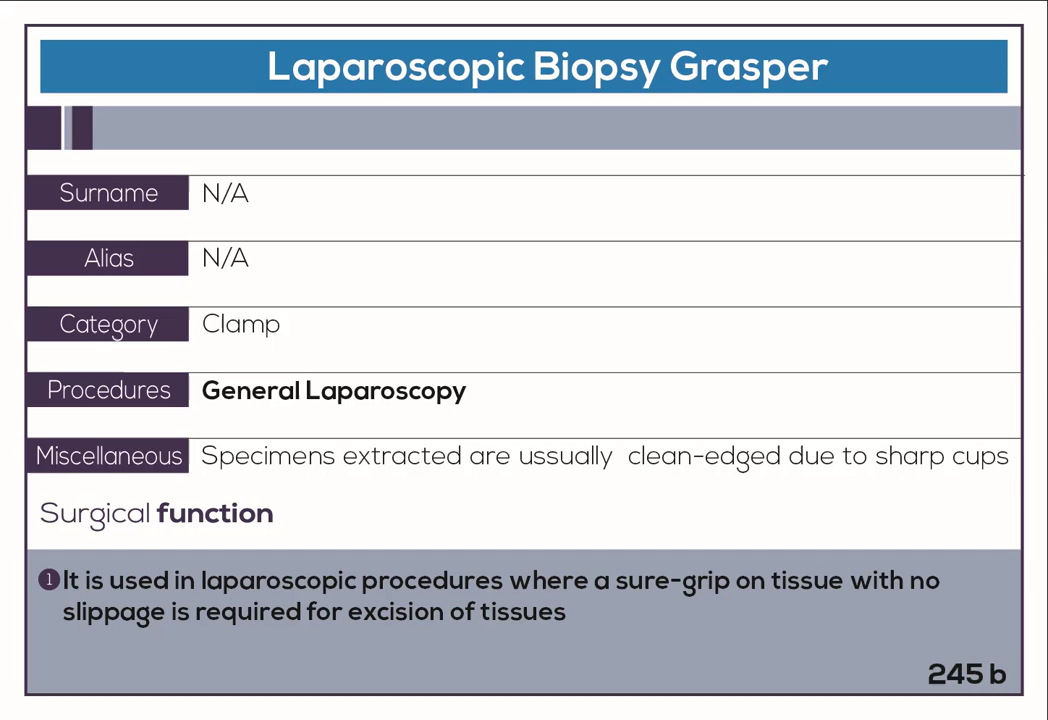 Laparoscopic Biopsy Grasper
Surname N/A
Alias N/A
Category Clamp
Procedures General Laparoscopy
Miscellaneous Specimens extracted are ussually clean-edged due to sharp cups
Surgical function
1 It is used in laparoscopic procedures where a sure-grip on tissue with no
slippage is required for excision of tissues
245 b